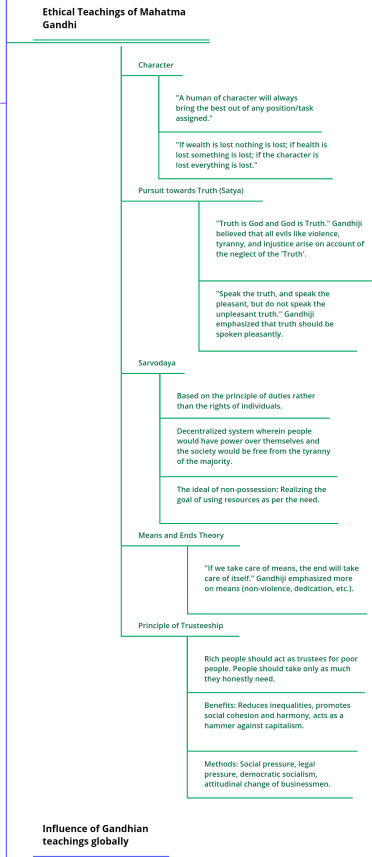 Ethical Teachings of Mahatma
Gandhi
Character
"A human of character will always
bring the best out of any position/task
assigned."
"If wealth is lost nothing is lost; if health is
lost something is lost; if the character is
lost everything is lost."
Pursuit towards Truth (Satya)
"Truth is God and God is Truth." Gandhiji
believed that all evils like violence,
tyranny, and injustice arise on account of
the neglect of the 'Truth'.
"Speak the truth, and speak the
pleasant, but do not speak the
unpleasant truth." Gandhiji
emphasized that truth should be
spoken pleasantly.
Sarvodaya
Based on the principle of duties rather
than the rights of individuals.
Decentralized system wherein people
would have power over themselves and
the society would be free from the tyranny
of the majority.
The ideal of non-possession: Realizing the
goal of using resources as per the need.
Means and Ends Theory
"If we take care of means, the end will take
care of itself." Gandhiji emphasized more
on means (non-violence, dedication, etc.).
Principle of Trusteeship
Rich people should act as trustees for poor
people. People should take only as much
they honestly need.
Benefits: Reduces inequalities, promotes
social cohesion and harmony, acts as a
hammer against capitalism.
Methods: Social pressure, legal
pressure, democratic socialism,
attitudinal change of businessmen.
Influence of Gandhian
teachings globally